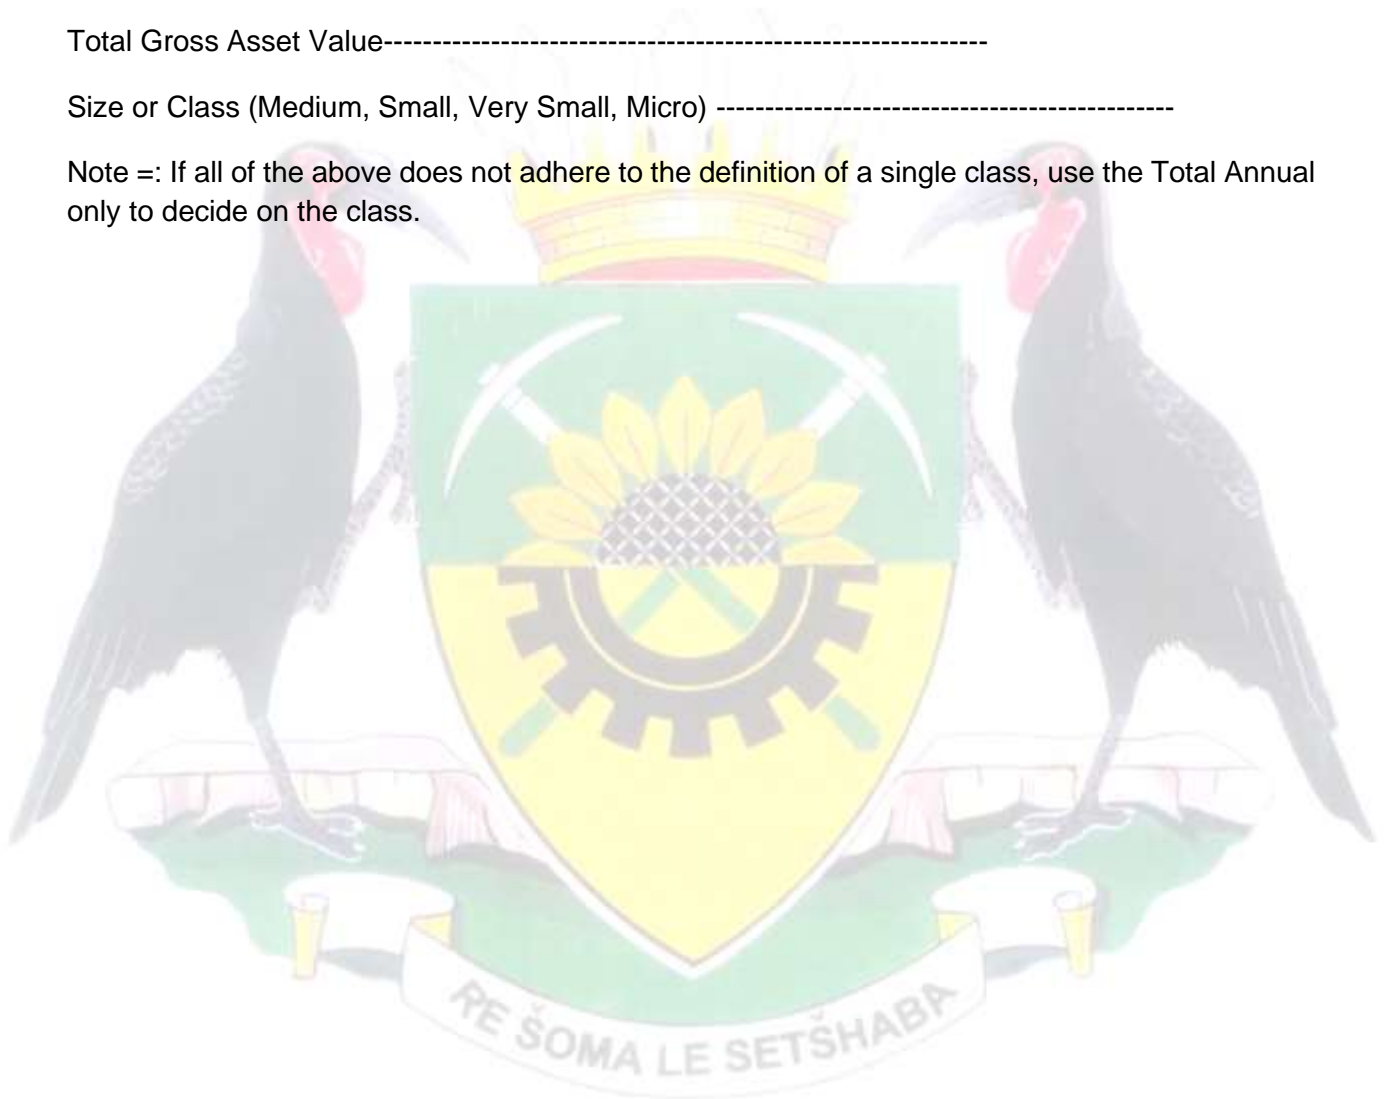 Total Gross Asset Value--------------------------------------------------------------
Size or Class (Medium, Small, Very Small, Micro) -----------------------------------------------
Note =: If all of the above does not adhere to the definition of a single class, use the Total Annual
only to decide on the class.
RE ŠOMA LE SETŠHABA